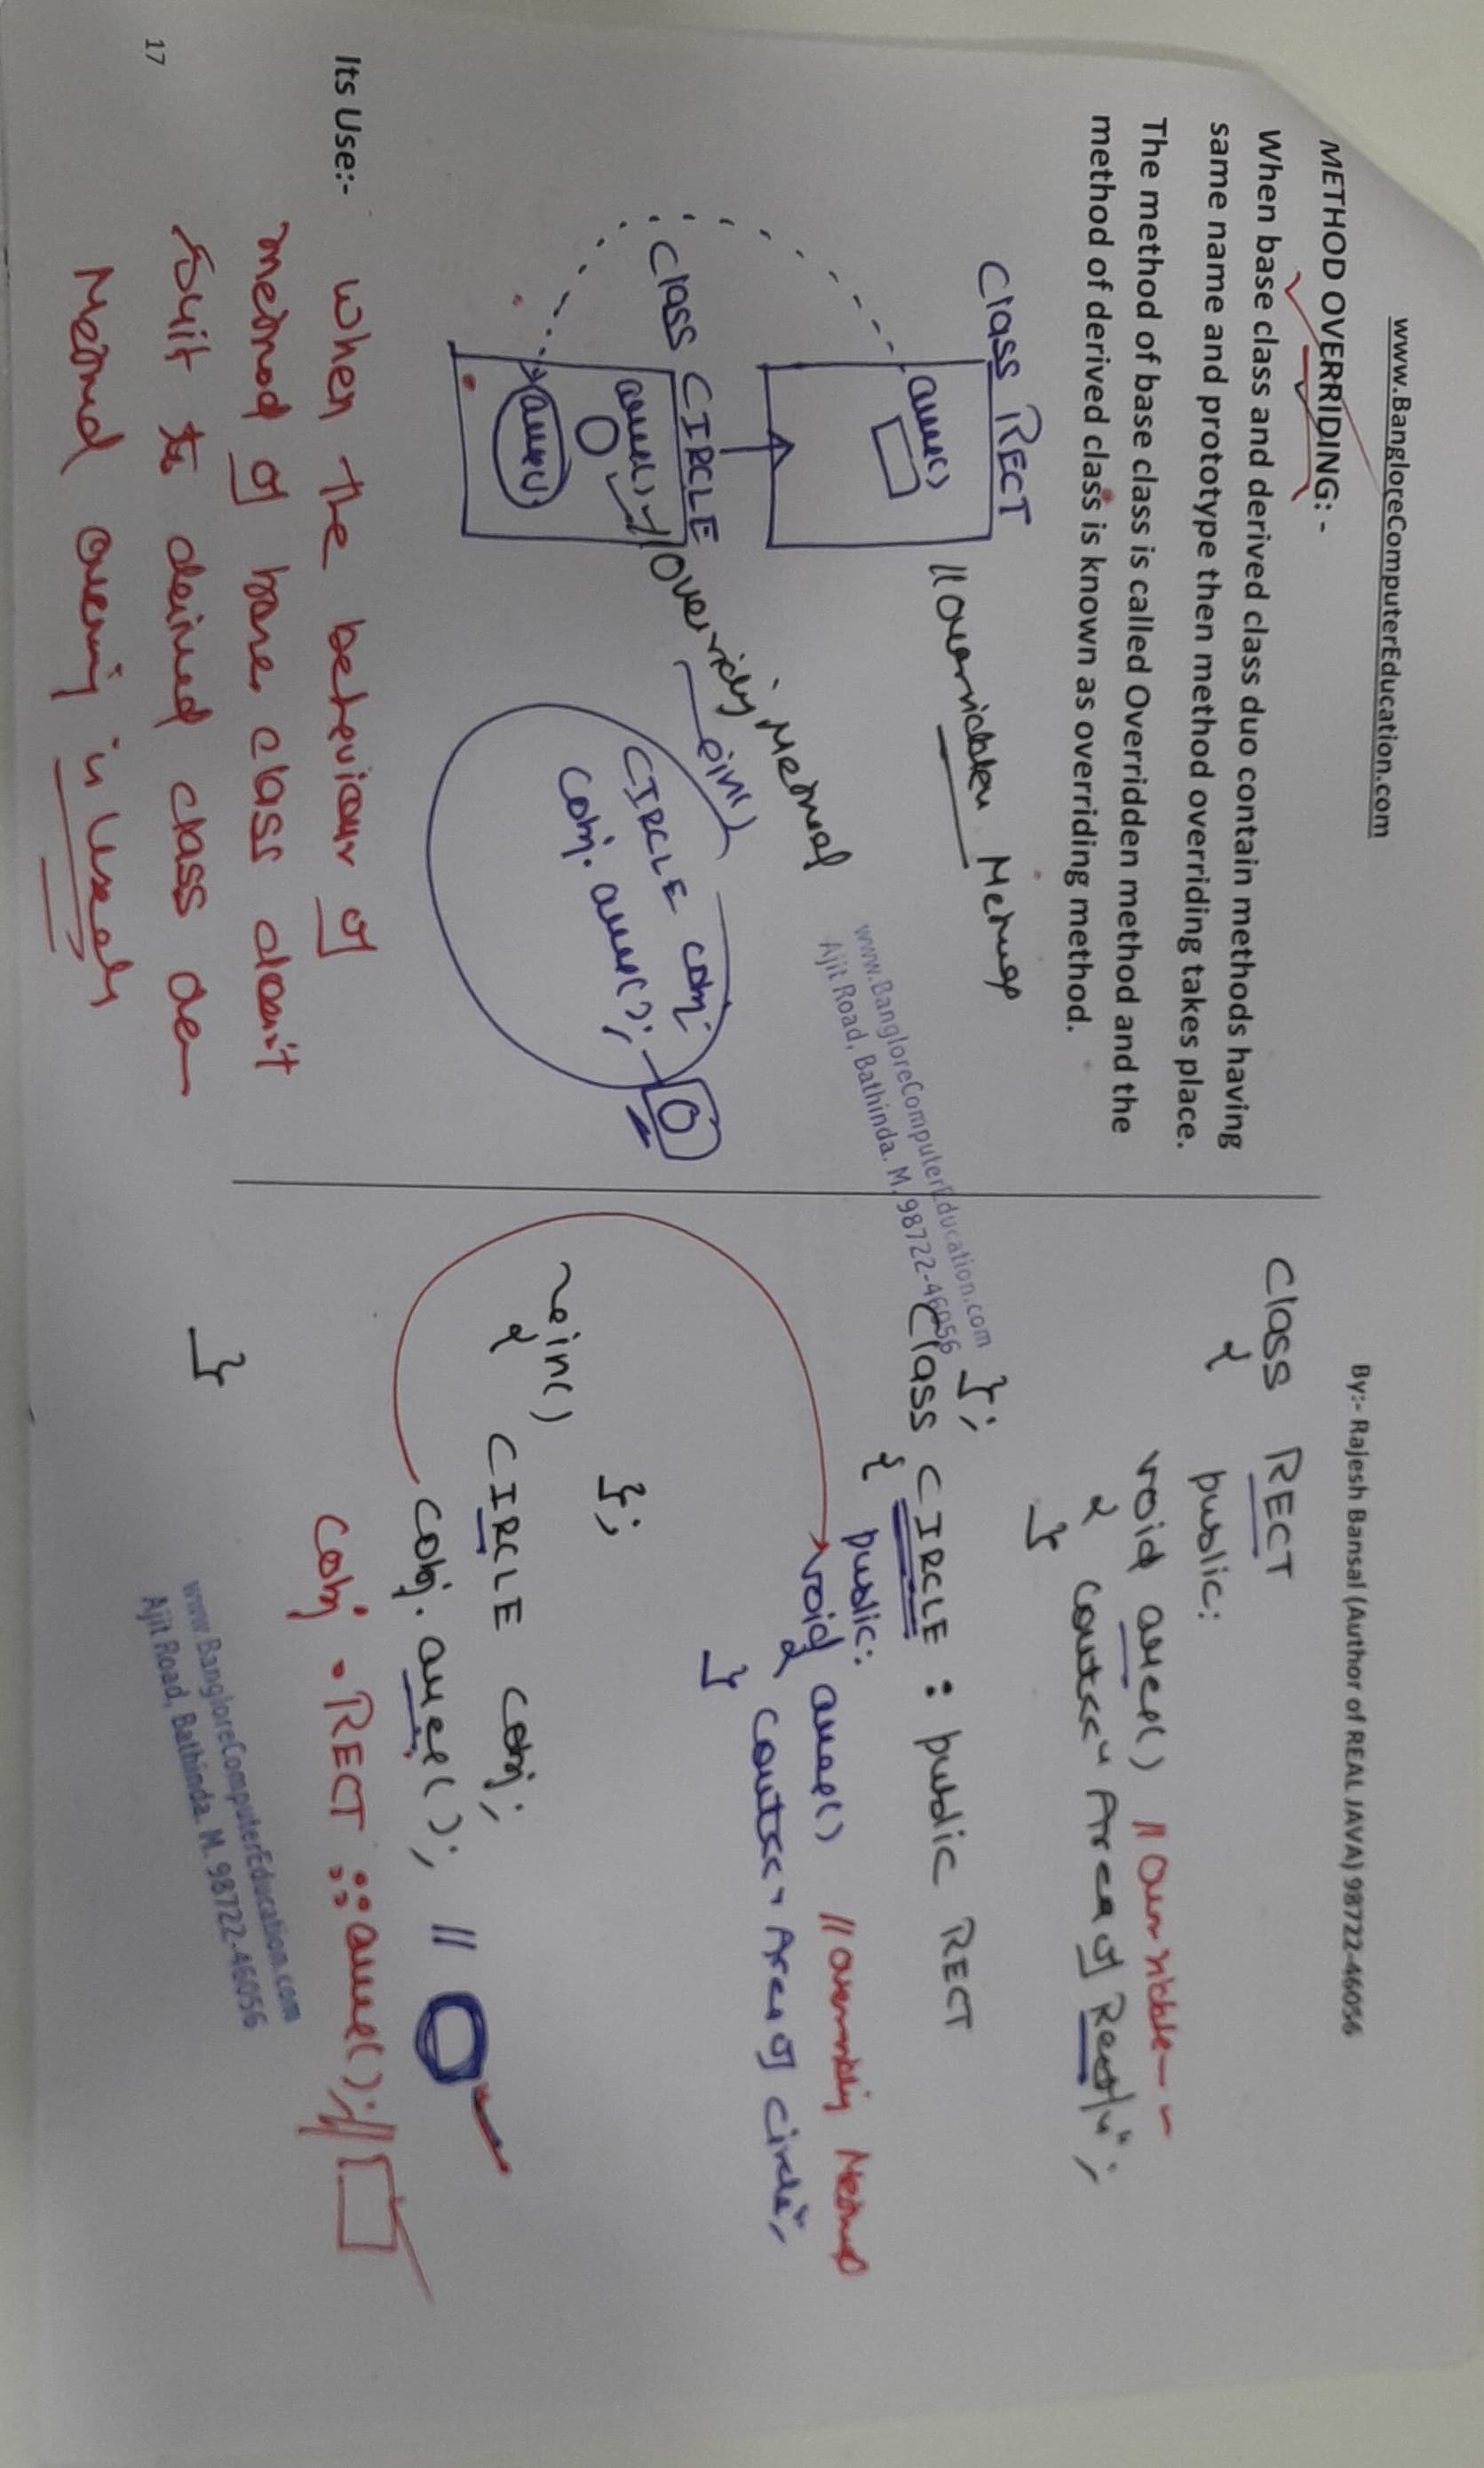 www.BangloreComputerEducation.com
METHOD OVERRIDING: -
When base class and derived class duo contain methods having
same name and prototype then method overriding takes place.
The method of base class is called Overridden method and the
method of derived class is known as overriding method.
Class RECT
area()
//Overridden Method
Class CIRCLE
area() //Overriding Method
area()
CIRCLE cobj;
cobj. area();
Its Use:- When the behaviour of
method of base class don't
suit to derived class
Method is used
17
By:- Rajesh Bansal (Author of REAL JAVA) 98722-46056
Class RECT
{ public:
void area() //
{ cout<<" Area of Rect\n";
}
};
Class CIRCLE : public RECT
{ public:
void area() //Overriding Method
{ cout<<" Area of circle";
}
};
{ CIRCLE cobj;
cobj. area(); //
cobj . RECT :: area(); //
}
www.BangloreComputerEducation.com
Ajit Road, Bathinda. M. 98722-46056
www.BangloreComputerEducation.com
Ajit Road, Bathinda. M. 98722-46056